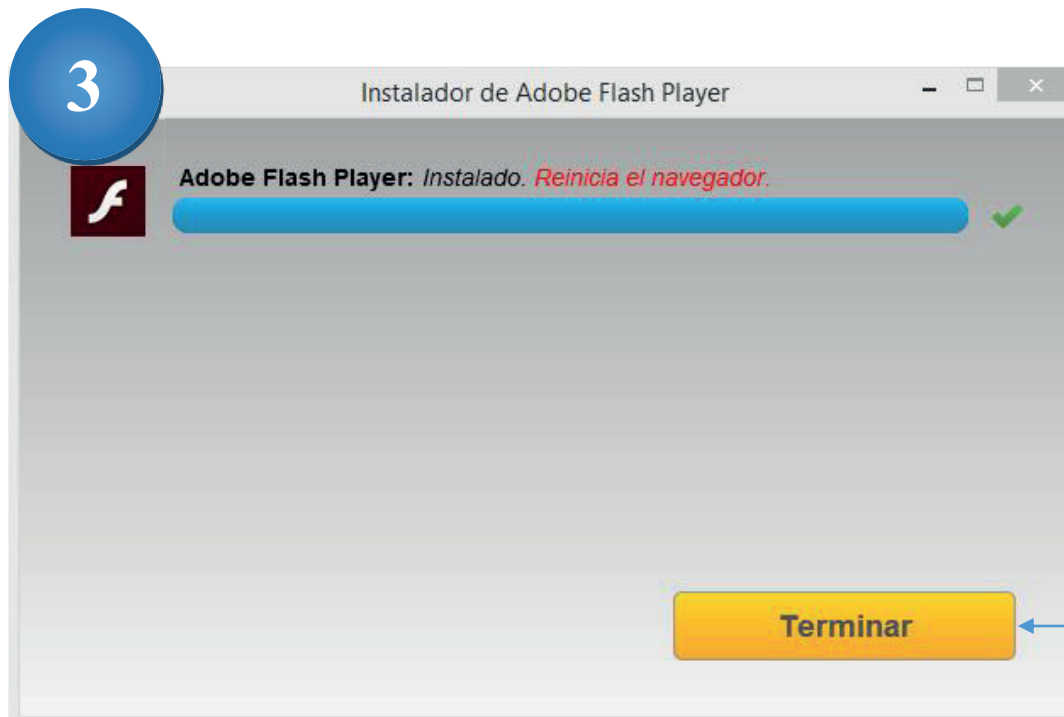 3
Instalador de Adobe Flash Player
Adobe Flash Player: Instalado. Reinicia el navegador.
Terminar